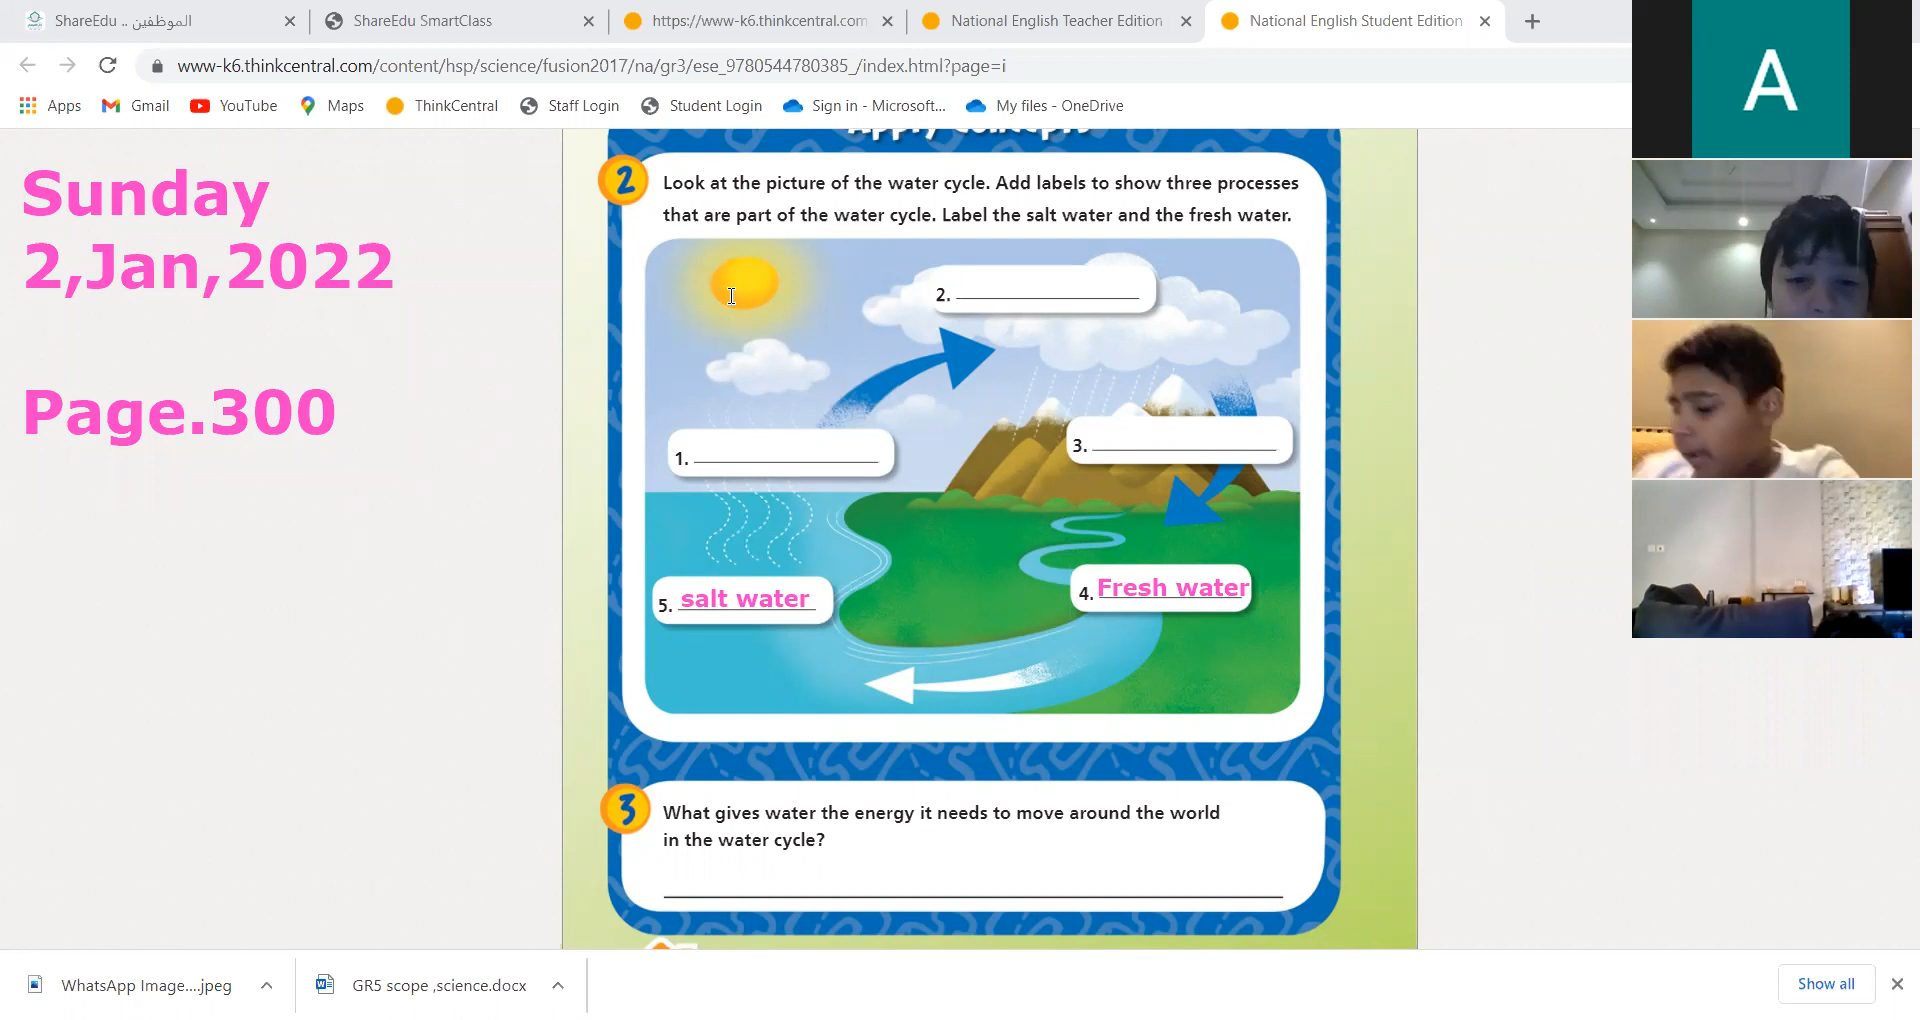 ShareEdu .. الموظفين
ShareEdu SmartClass
https://www-k6.thinkcentral.com
National English Teacher Edition
National English Student Edition
www-k6.thinkcentral.com/content/hsp/science/fusion2017/na/gr3/ese_9780544780385_/index.html?page=i
Apps
Gmail
YouTube
Maps
ThinkCentral
Staff Login
Student Login
Sign in - Microsoft...
My files - OneDrive
A
Sunday
2,Jan,2022
Page.300
Apply Concepts
2
Look at the picture of the water cycle. Add labels to show three processes
that are part of the water cycle. Label the salt water and the fresh water.
2.
1.
3.
5. salt water
4. Fresh water
3
What gives water the energy it needs to move around the world
in the water cycle?
WhatsApp Image....jpeg
GR5 scope ,science.docx
Show all